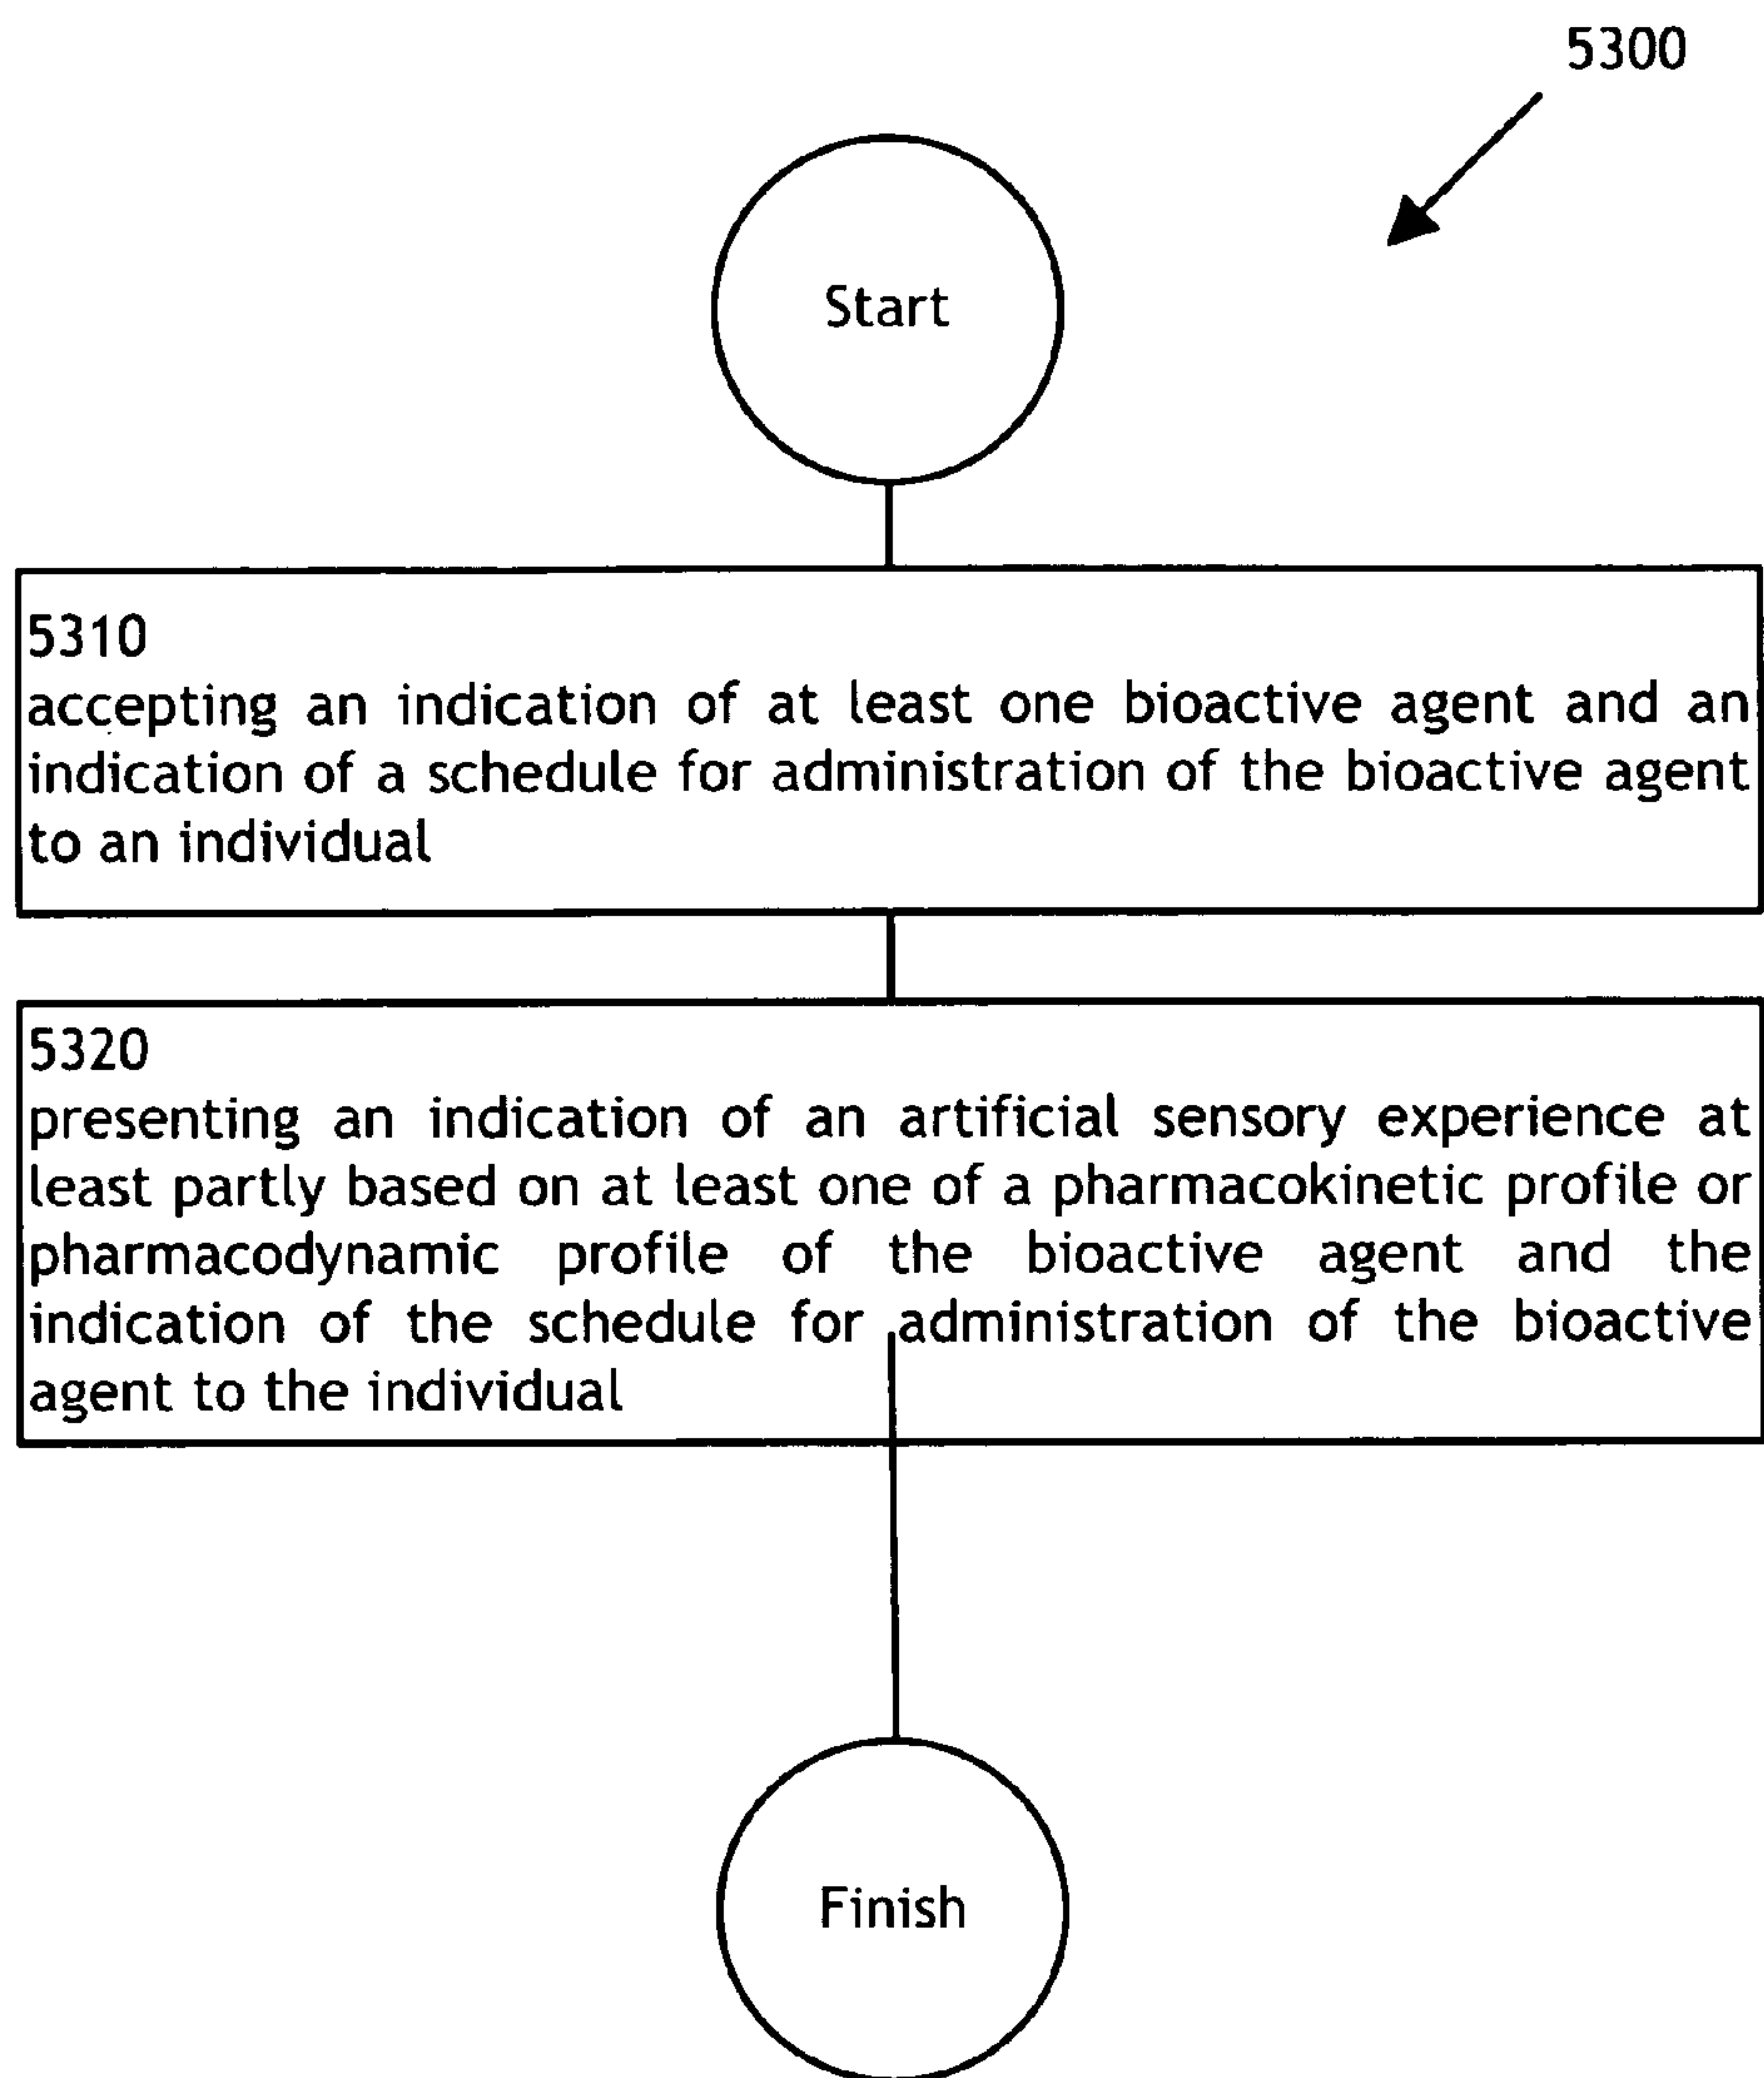 5300
Start
5310
accepting an indication of at least one bioactive agent and an
indication of a schedule for administration of the bioactive agent
to an individual
5320
presenting an indication of an artificial sensory experience at
least partly based on at least one of a pharmacokinetic profile or
pharmacodynamic profile of the bioactive agent and the
indication of the schedule for administration of the bioactive
agent to the individual
Finish